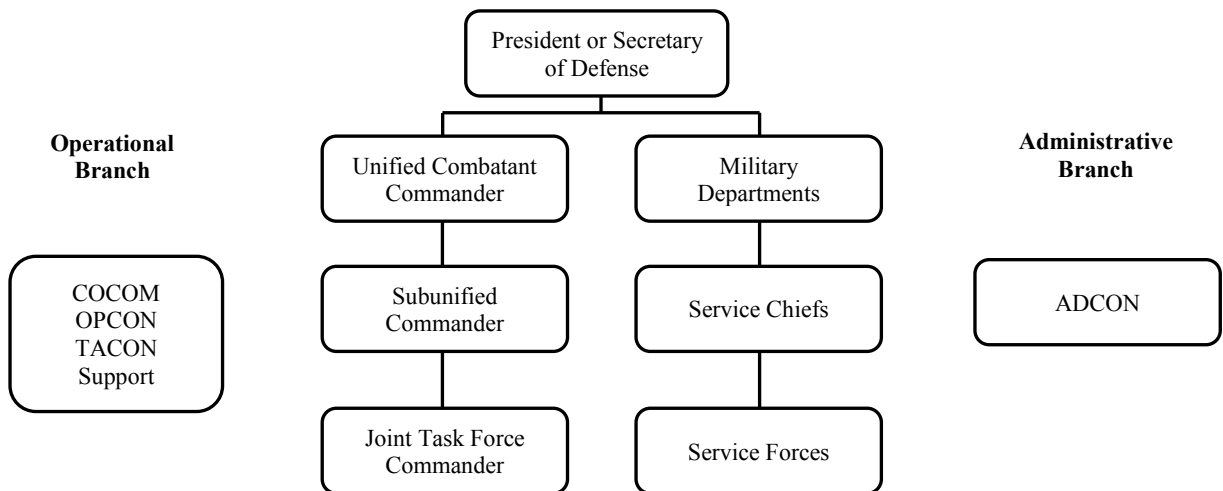 President or Secretary
of Defense
Operational
Branch
Unified Combatant
Commander
Military
Departments
Administrative
Branch
COCOM
OPCON
TACON
Support
Subunified
Commander
Service Chiefs
ADCON
Joint Task Force
Commander
Service Forces